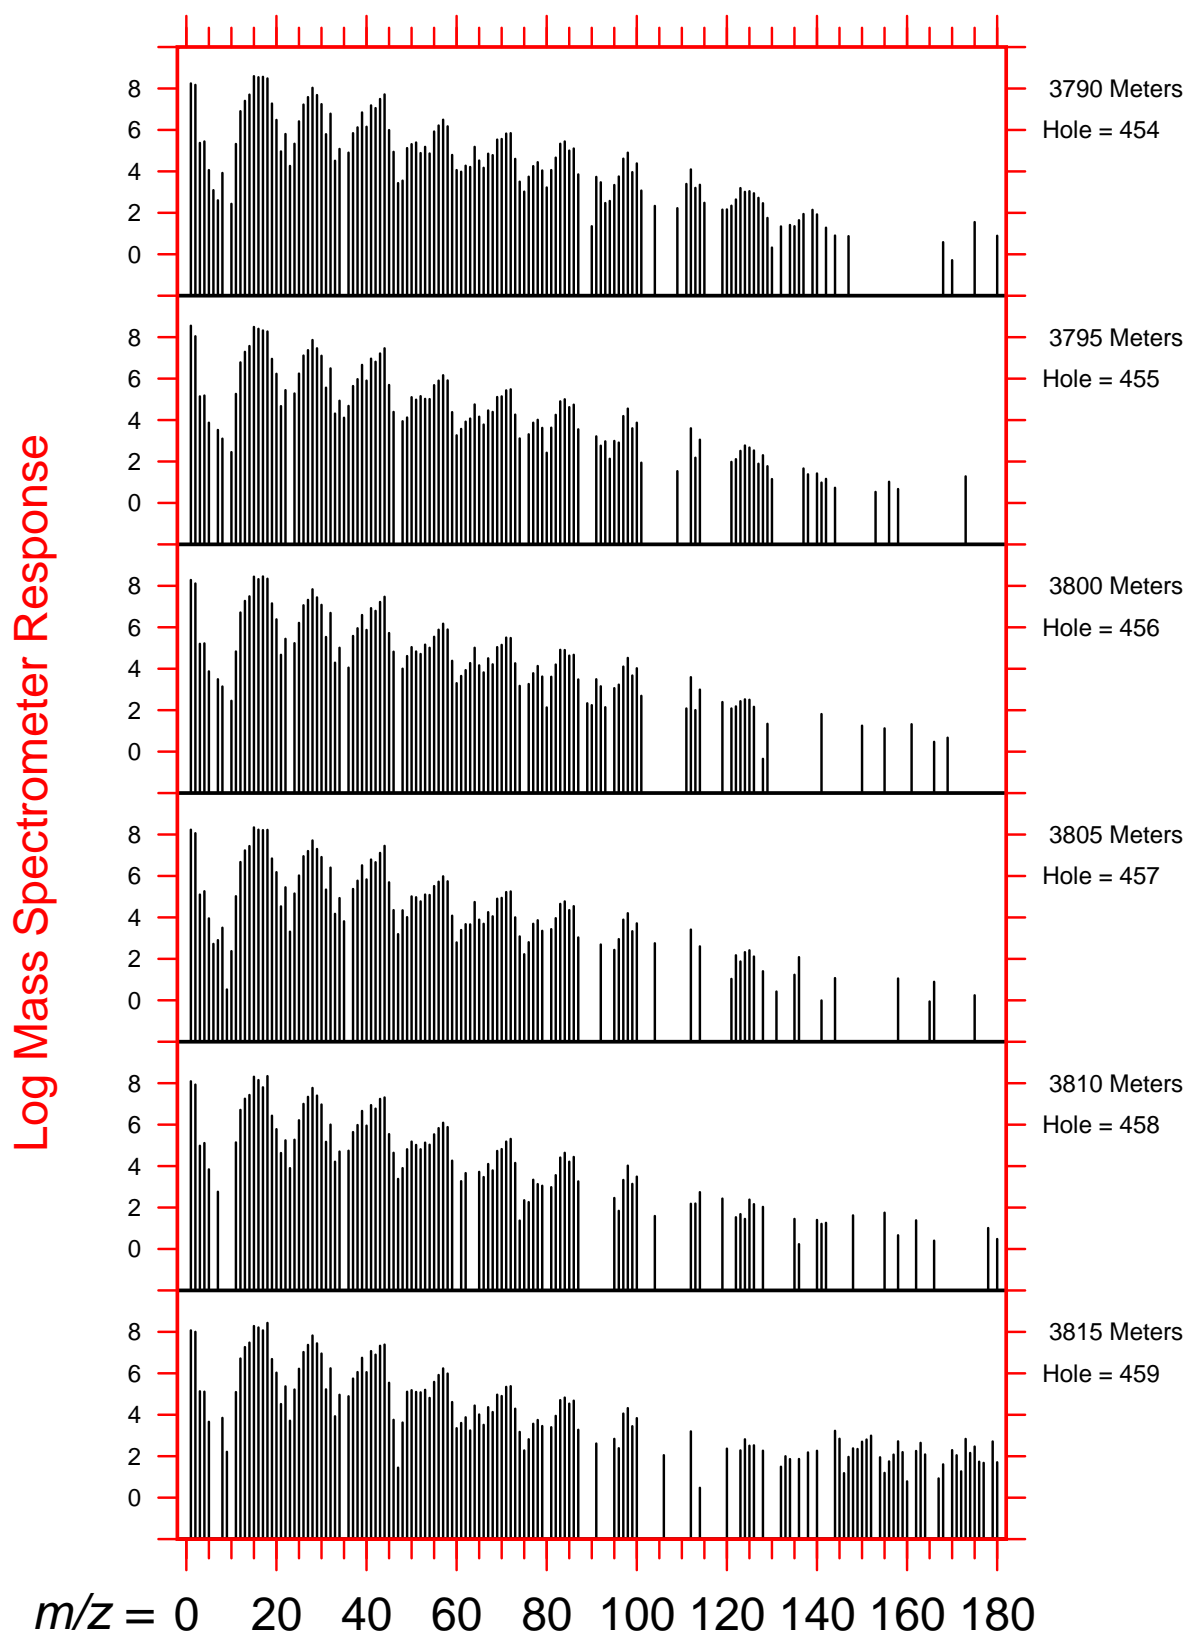 Log Mass Spectrometer Response
8
6
4
2
0
3790 Meters
Hole = 454
8
6
4
2
0
3795 Meters
Hole = 455
8
6
4
2
0
3800 Meters
Hole = 456
8
6
4
2
0
3805 Meters
Hole = 457
8
6
4
2
0
3810 Meters
Hole = 458
8
6
4
2
0
3815 Meters
Hole = 459
m/z = 0 20 40 60 80 100 120 140 160 180